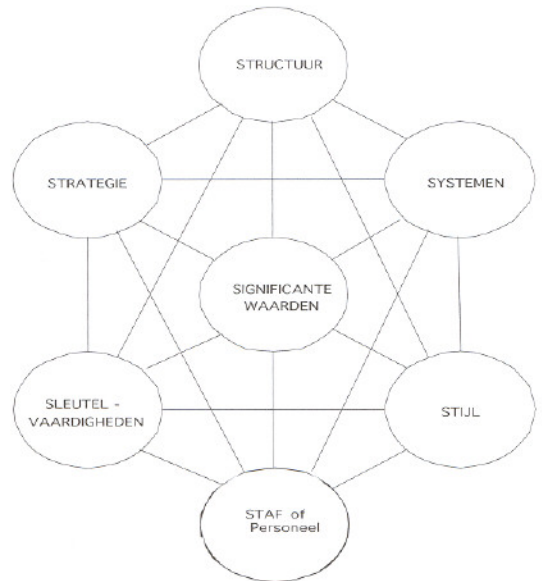 STRUCTUUR
STRATEGIE
SYSTEMEN
SIGNIFICANTE
WAARDEN
SLEUTEL -
VAARDIGHEDEN
STIJL
STAF of
Personeel